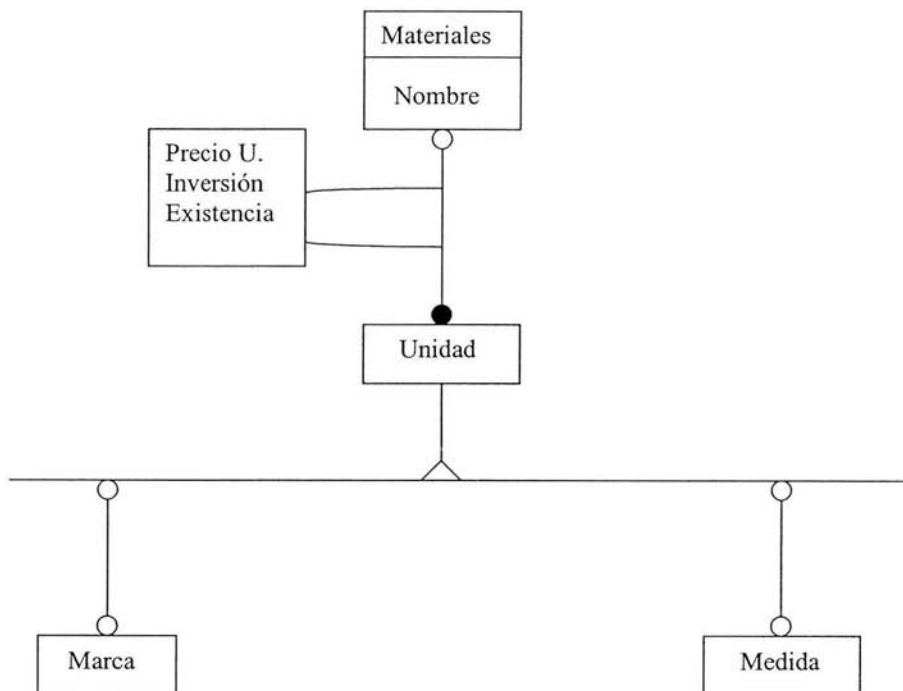 Materiales
Nombre
Precio U.
Inversión
Existencia
Unidad
Marca
Medida